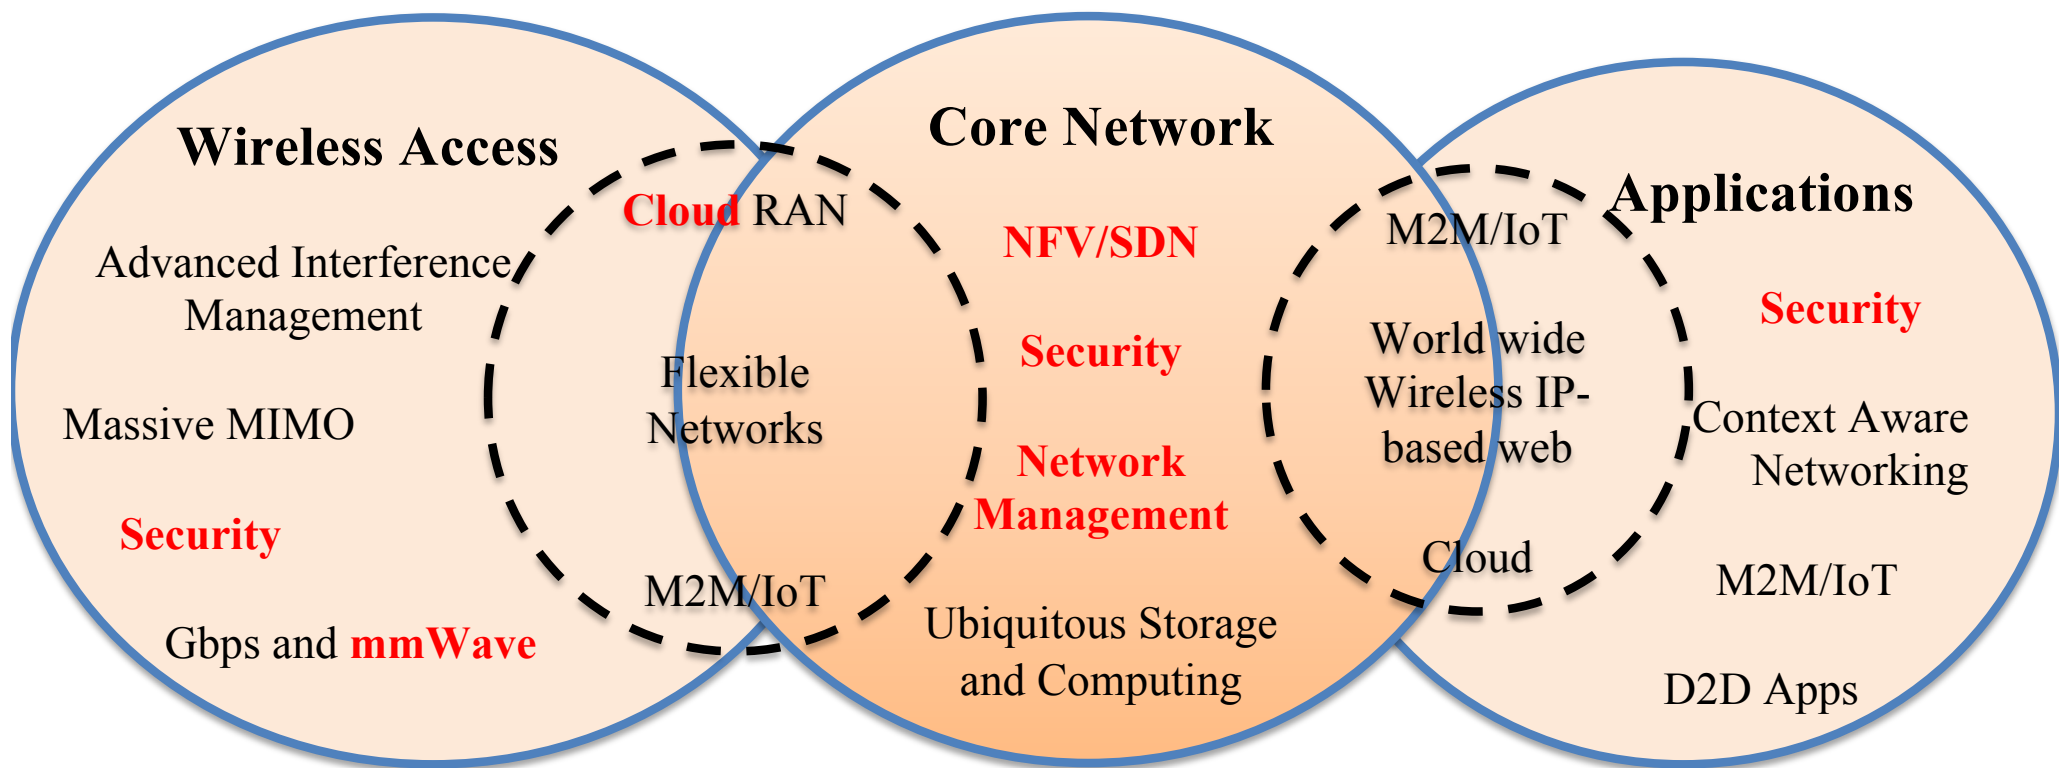 Wireless Access
Advanced Interference
Management
Massive MIMO
Security
Gbps and mmWave
Cloud RAN
Flexible
Networks
M2M/IoT
Core Network
NFV/SDN
Security
Network
Management
Ubiquitous Storage
and Computing
M2M/IoT
World wide
Wireless IP-
based web
Cloud
Applications
Security
Context Aware
Networking
M2M/IoT
D2D Apps